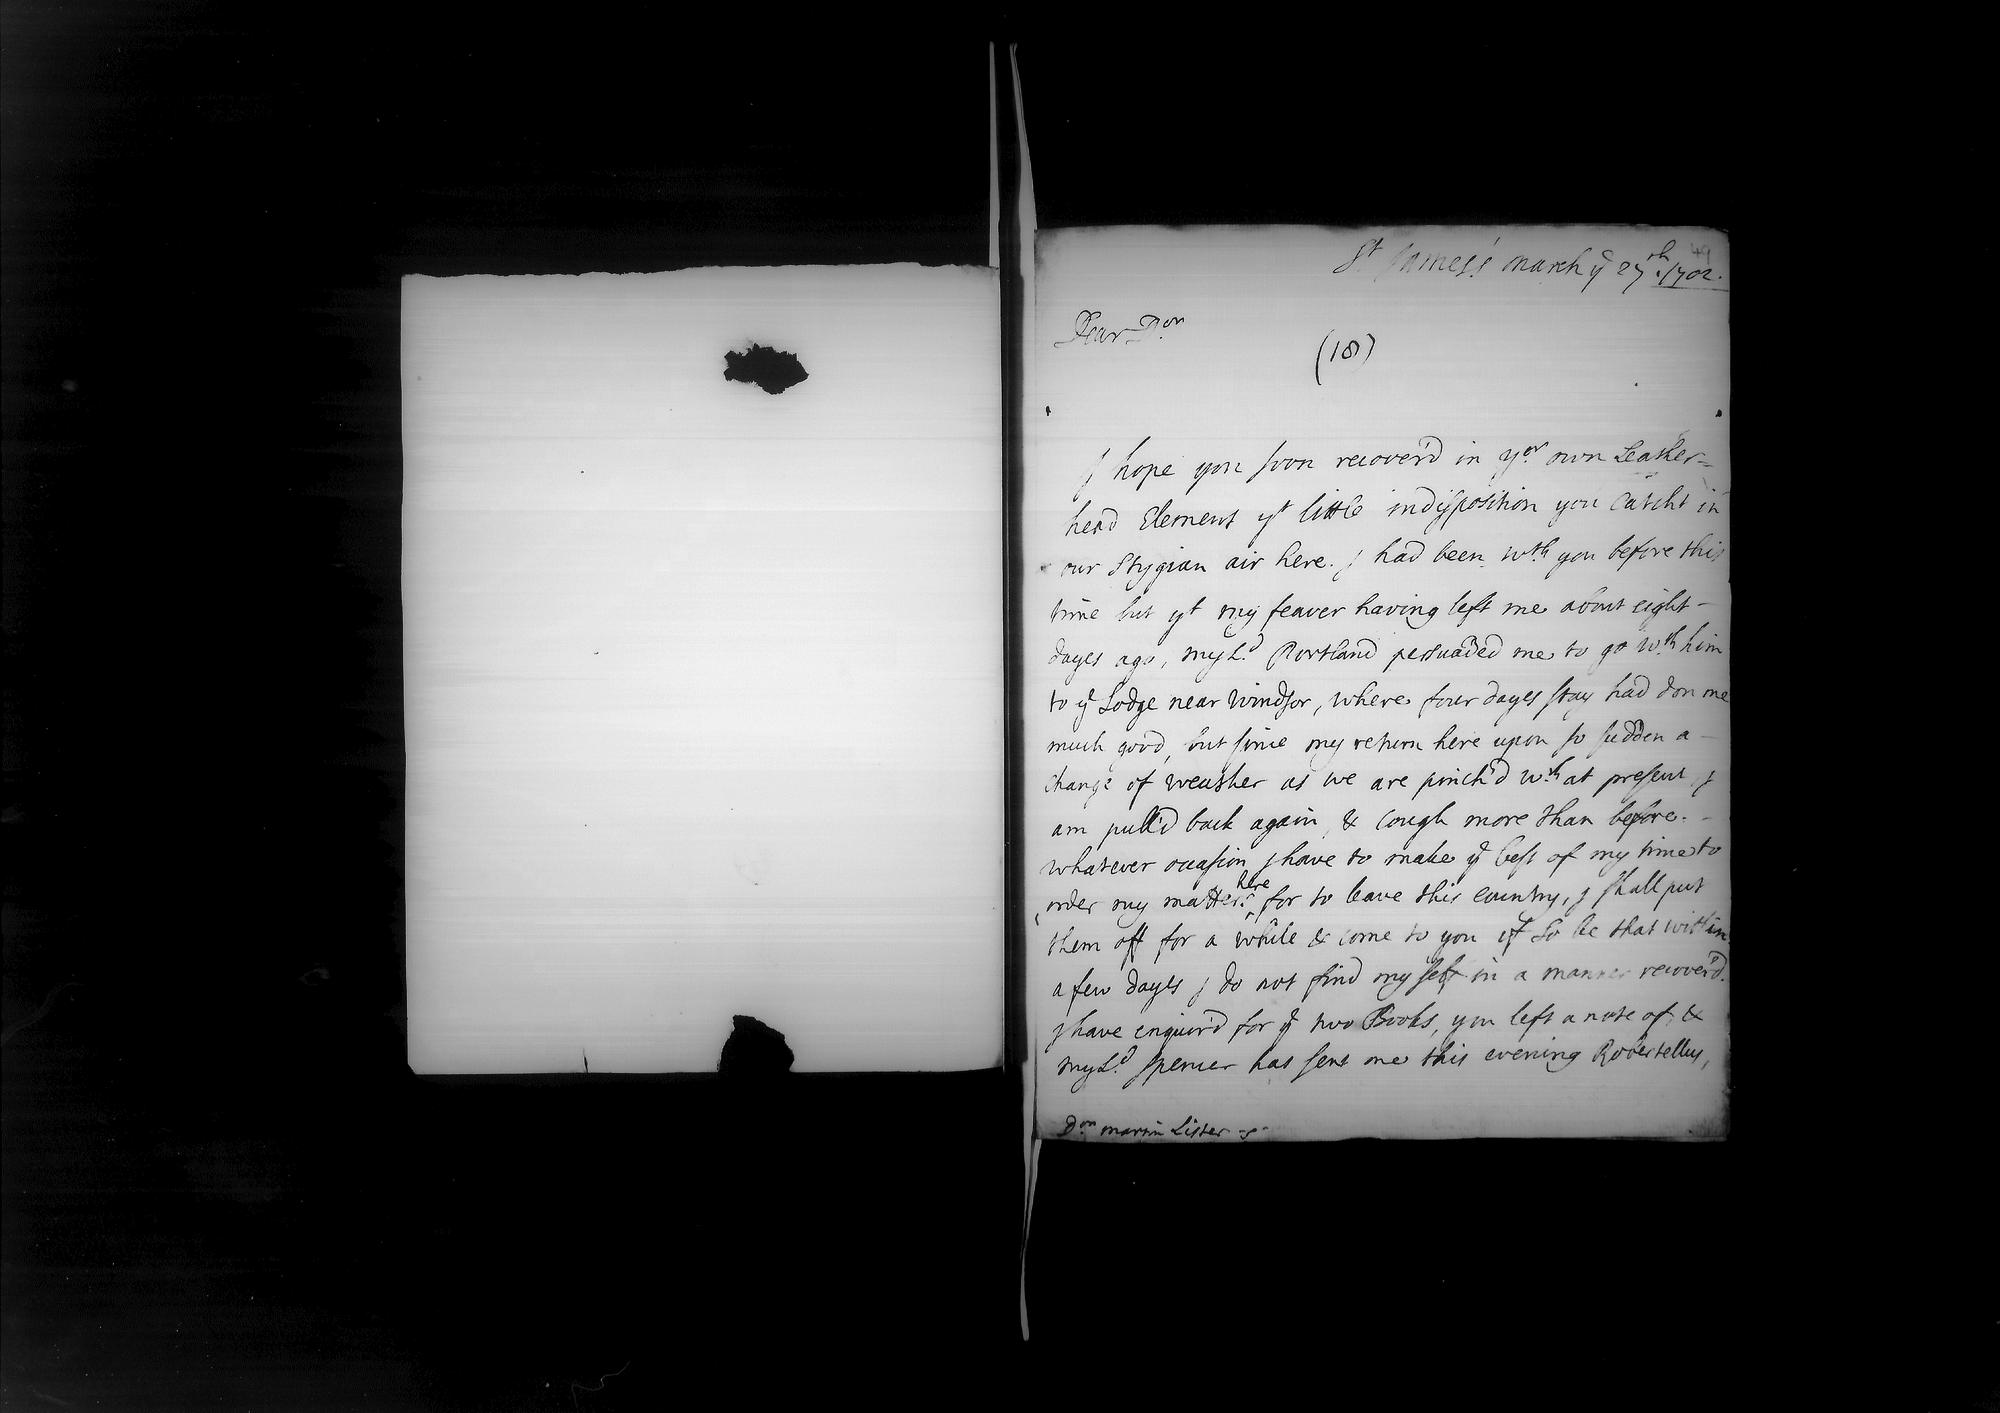 49
St James's march ye 27th. 1702.
Dear Dor
(18)
J hope you soon recover'd in yor own Leather=
head Element yt little indisposition you Catcht in
our Stygian air here. J had been wth you before this
time but yt my feaver having left me about eight-
dayes ago, my Ld. Portland persuaded me to go wth him
to ye Lodge near Windsor, where four dayes stay had don me
much good, but since my return here upon so sudden a-
change of weather as we are pinch'd wth at present, J
am pull'd back again, & cough more than before.-
whatever occasion J have to make ye best of my time to
order my matters here for to leave this country, J shall put
them off for a while & come to you if so be that within
a few dayes J do not find my self in a manner recover'd.
J have enquir'd for ye two Books, you left a note of, &
my Ld. Spencer has sent me this evening Robertellus,
Dor martin Lister